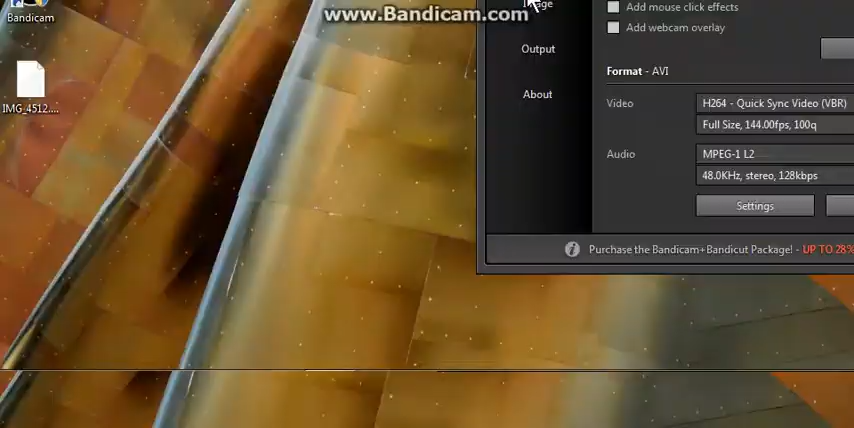 www.Bandicam.com
Bandicam
IMG_4512....
Image
Output
About
Add mouse click effects
Add webcam overlay
Format - AVI
Video
H264 - Quick Sync Video (VBR)
Full Size, 144.00fps, 100q
Audio
MPEG-1 L2
48.0KHz, stereo, 128kbps
Settings
Purchase the Bandicam+Bandicut Package! - UP TO 28%